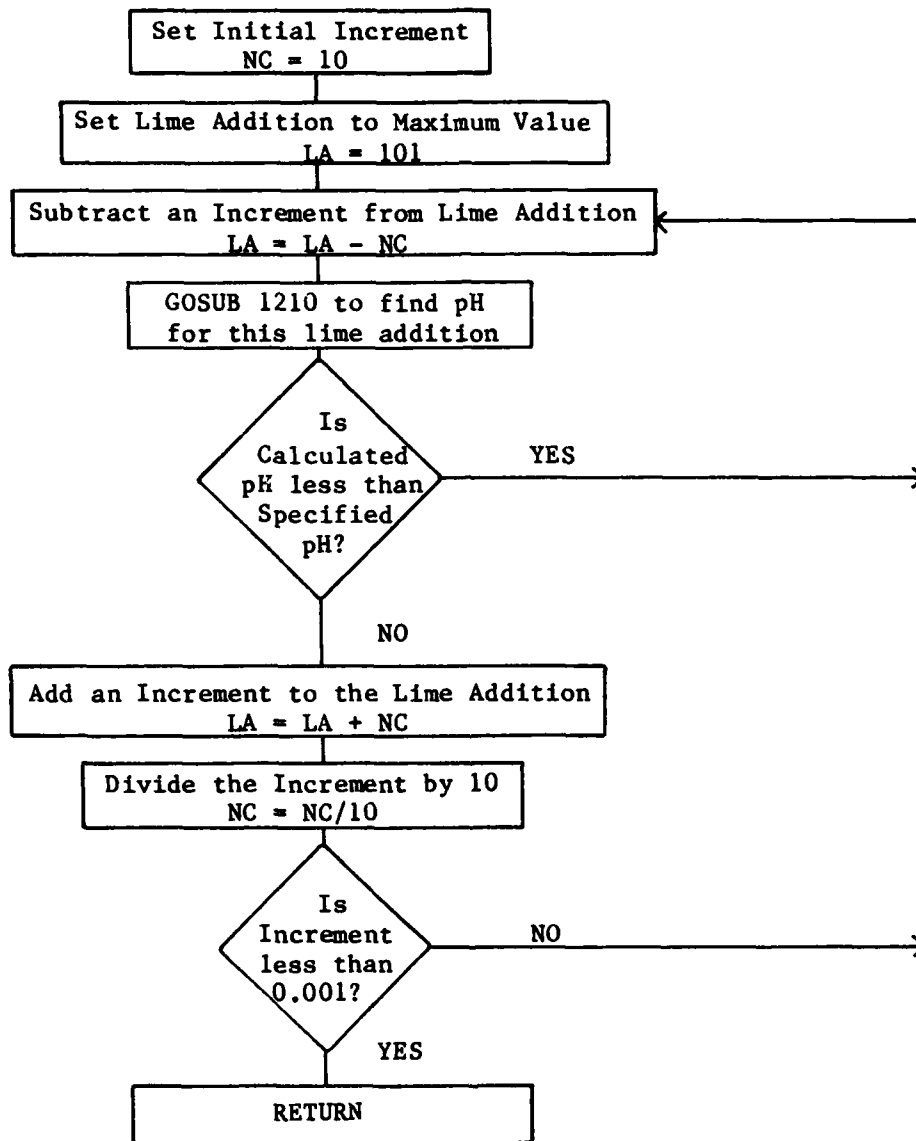 Set Initial Increment
NC = 10
Set Lime Addition to Maximum Value
LA = 101
Subtract an Increment from Lime Addition
LA = LA - NC
GOSUB 1210 to find pH
for this lime addition
Is
Calculated
pH less than
Specified
pH?
YES
NO
Add an Increment to the Lime Addition
LA = LA + NC
Divide the Increment by 10
NC = NC/10
Is
Increment
less than
0.001?
NO
YES
RETURN